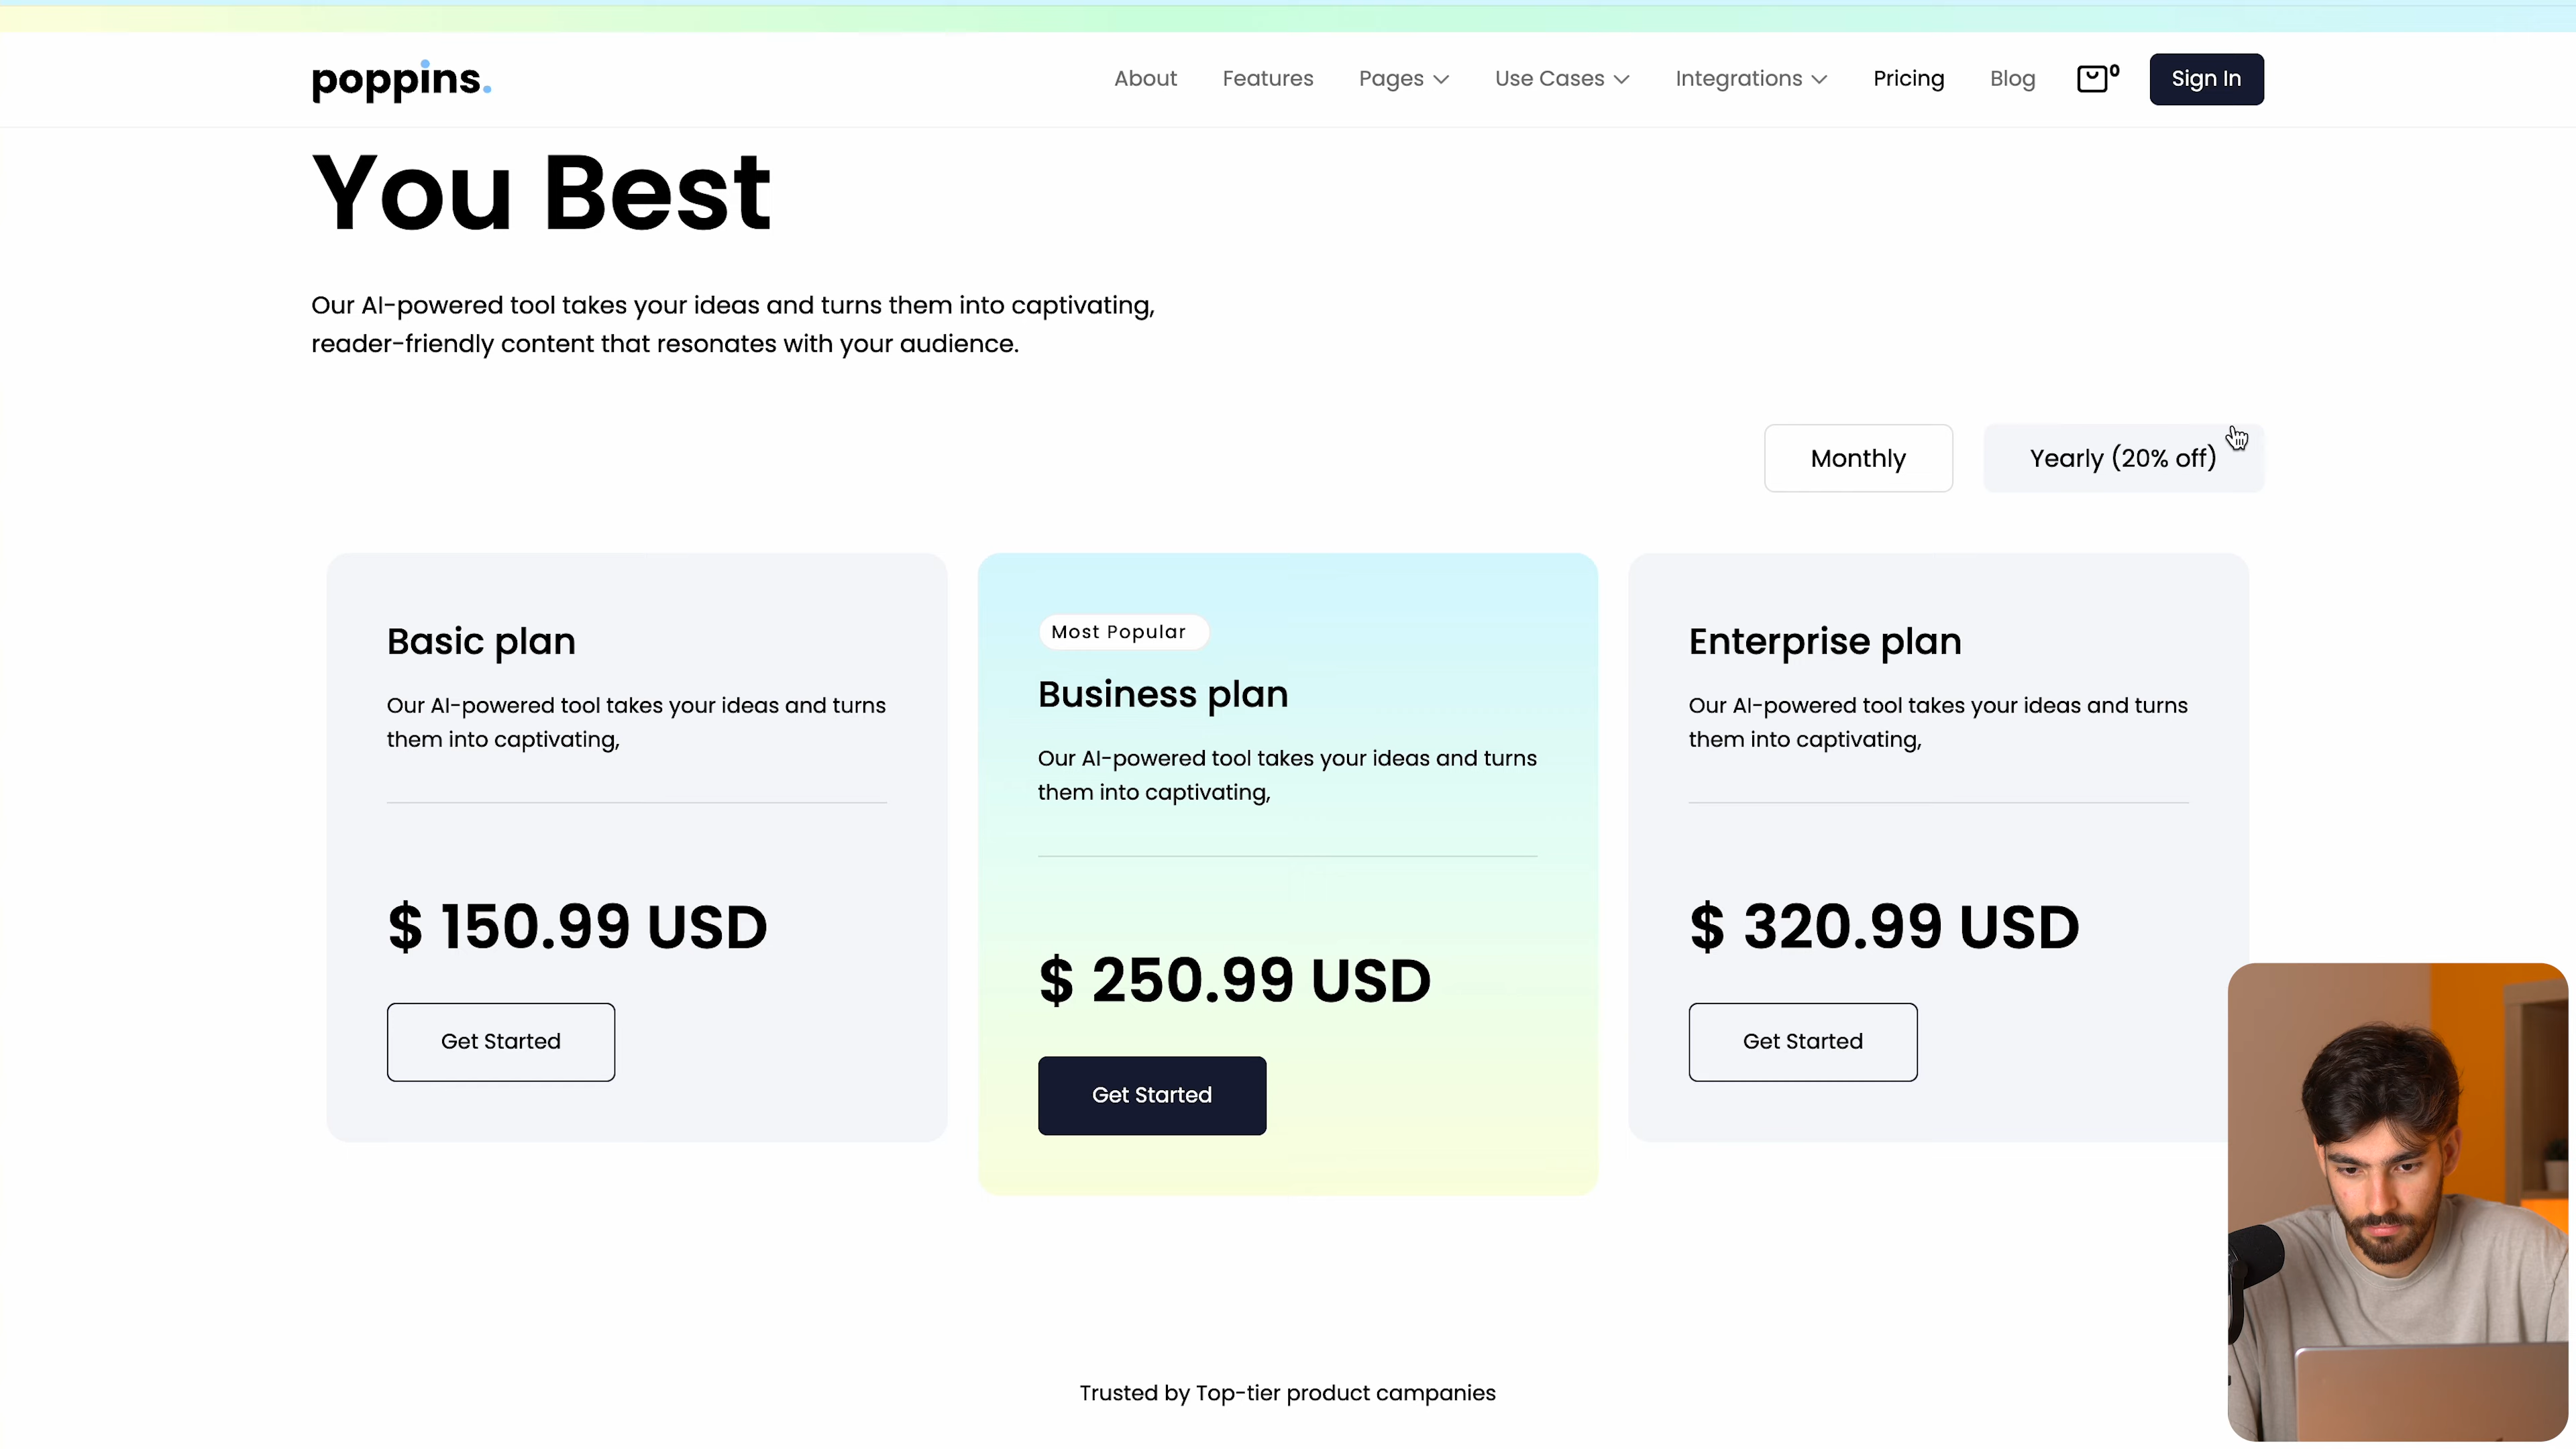 poppins.
About
Features
Pages
Use Cases
Integrations
Pricing
Blog
0
Sign In
You Best
Our AI-powered tool takes your ideas and turns them into captivating,
reader-friendly content that resonates with your audience.
Monthly
Yearly (20% off)
Basic plan
Our AI-powered tool takes your ideas and turns
them into captivating,
$ 150.99 USD
Get Started
Most Popular
Business plan
Our AI-powered tool takes your ideas and turns
them into captivating,
$ 250.99 USD
Get Started
Enterprise plan
Our AI-powered tool takes your ideas and turns
them into captivating,
$ 320.99 USD
Get Started
Trusted by Top-tier product campanies